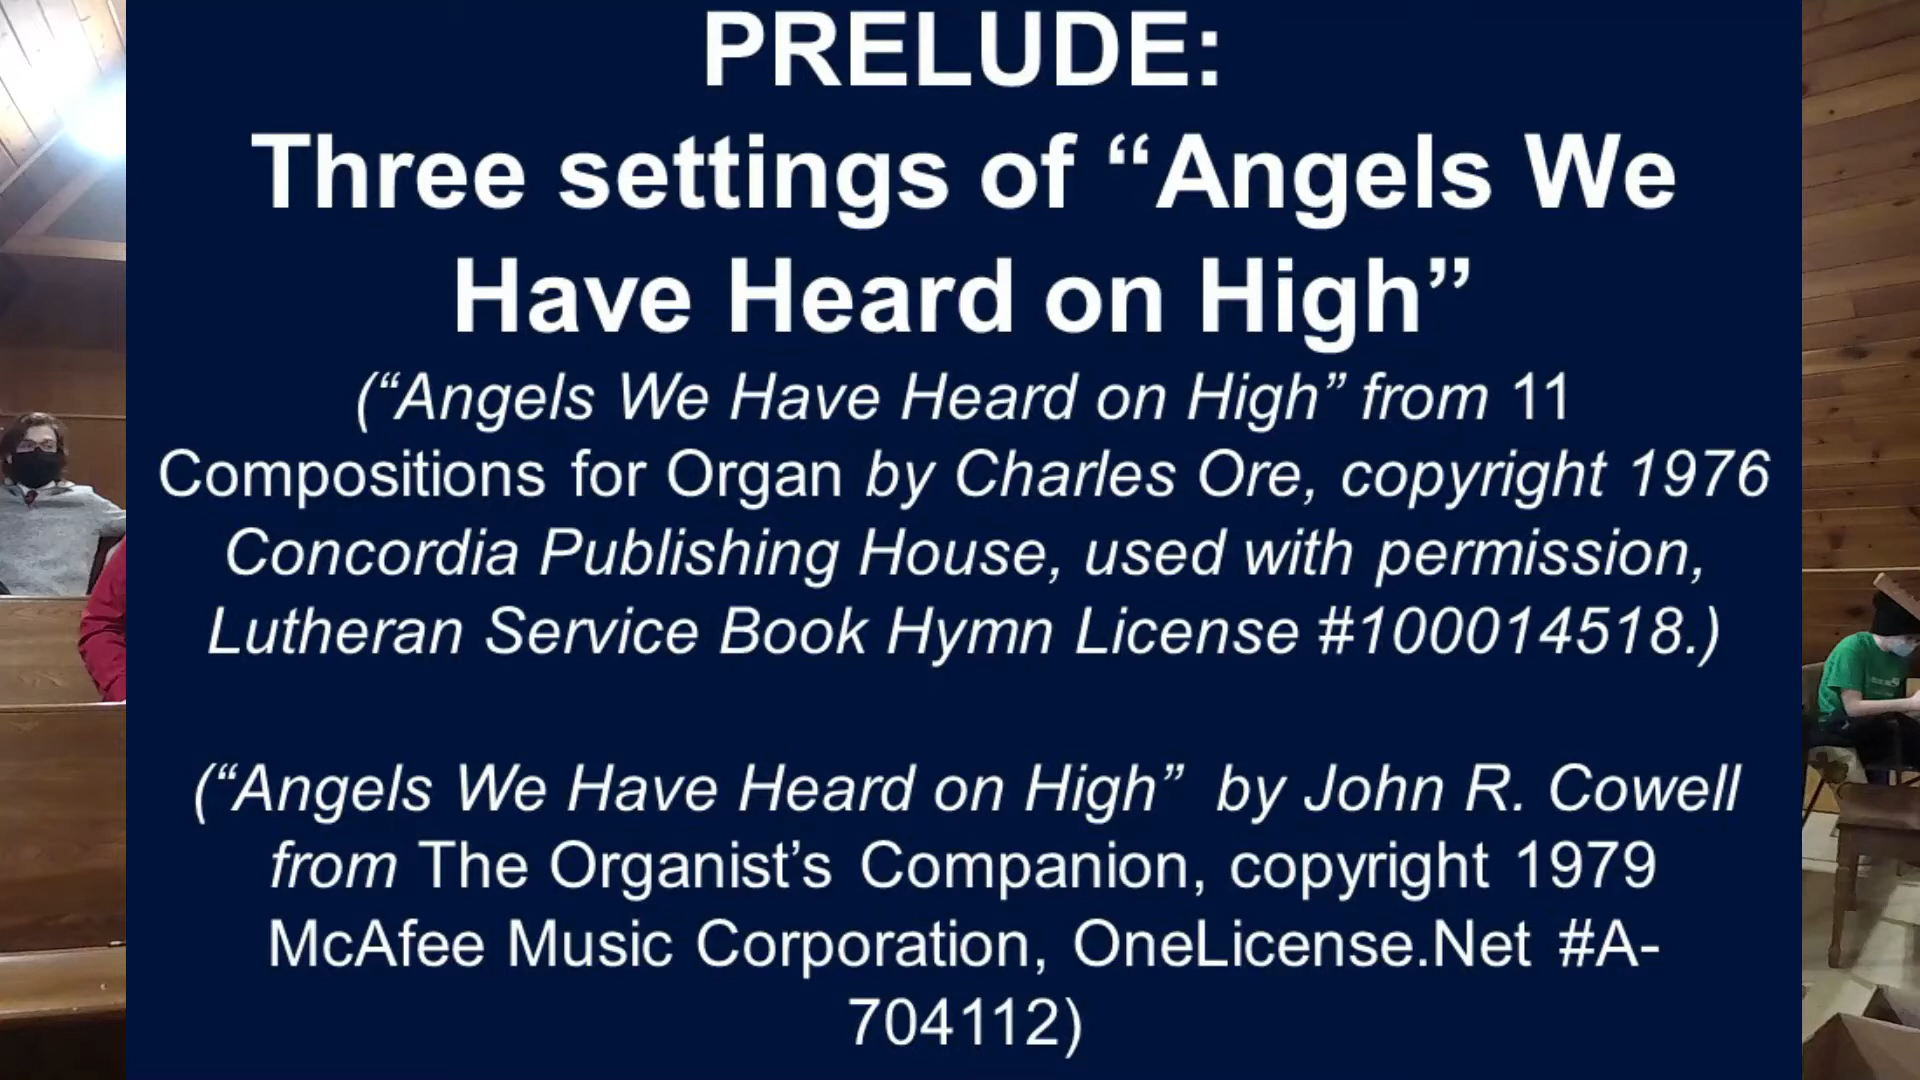 PRELUDE:
Three settings of “Angels We
Have Heard on High”
(“Angels We Have Heard on High” from 11
Compositions for Organ by Charles Ore, copyright 1976
Concordia Publishing House, used with permission,
Lutheran Service Book Hymn License #100014518.)
(“Angels We Have Heard on High” by John R. Cowell
from The Organist’s Companion, copyright 1979
McAfee Music Corporation, OneLicense.Net #A-
704112)